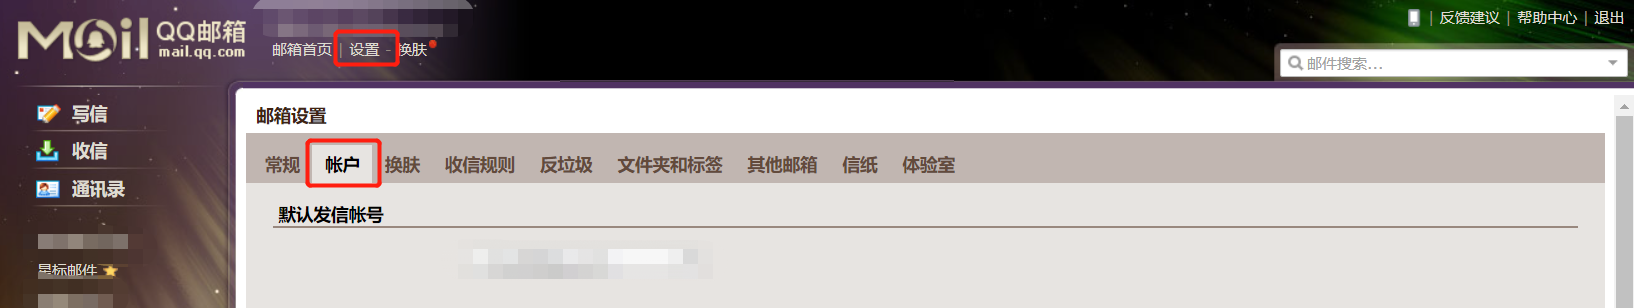 反馈建议 | 帮助中心 | 退出
Mail QQ邮箱
mail.qq.com
邮箱首页 | 设置 - 换肤
邮件搜索...
写信
收信
通讯录
星标邮件
邮箱设置
常规 帐户 换肤 收信规则 反垃圾 文件夹和标签 其他邮箱 信纸 体验室
默认发信帐号